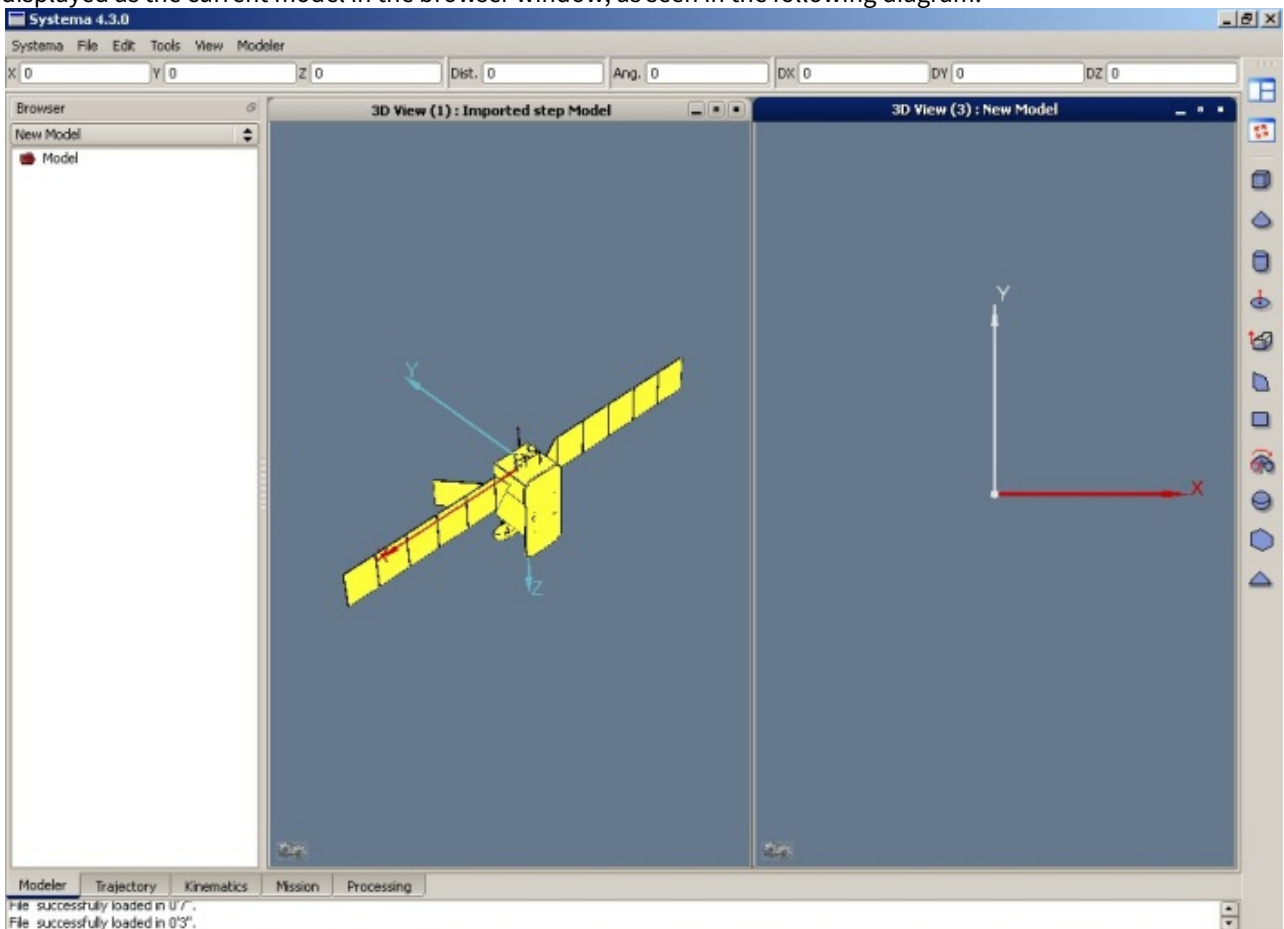 displayed as the current model in the browser window, as seen in the following diagram.
Systema 4.3.0
Systema File Edit Tools View Modeler
X 0 Y 0 Z 0 Dist. 0 Ang. 0 DX 0 DY 0 DZ 0
Browser
3D View (1) : Imported step Model
3D View (3) : New Model
New Model
Model
Y
Z
Y
X
Modeler Trajectory Kinematics Mission Processing
File successfully loaded in 0'7".
File successfully loaded in 0'3".